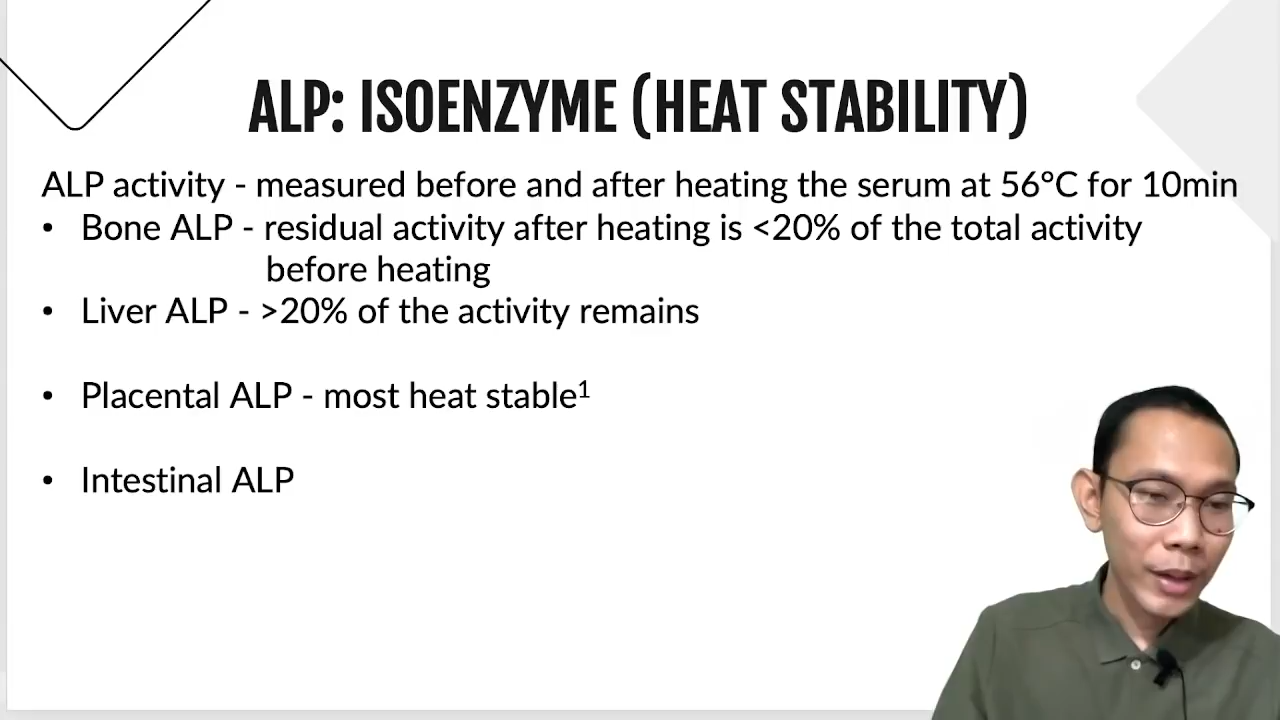 ALP: ISOENZYME (HEAT STABILITY)
ALP activity - measured before and after heating the serum at 56°C for 10min
• Bone ALP - residual activity after heating is <20% of the total activity
before heating
• Liver ALP - >20% of the activity remains
• Placental ALP - most heat stable¹
• Intestinal ALP